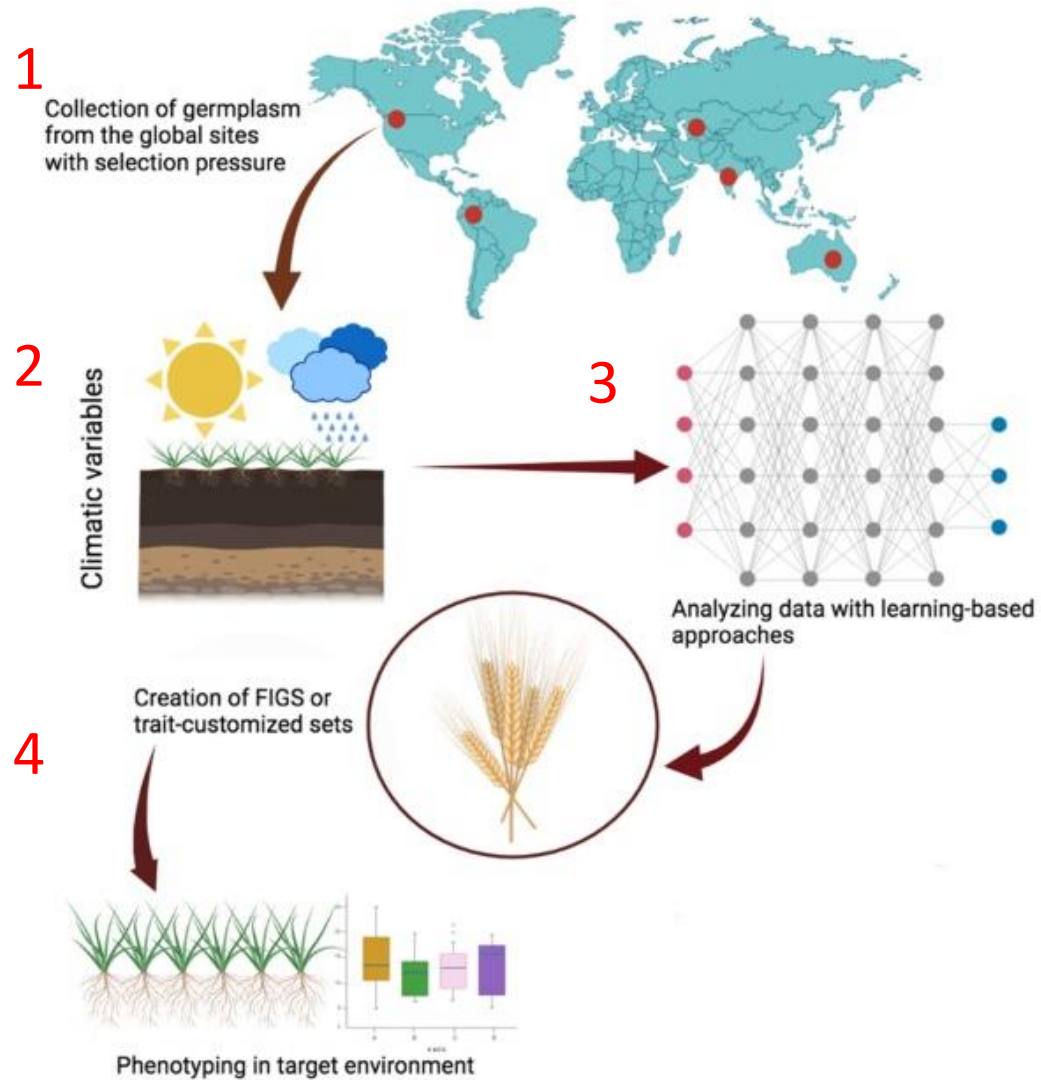 1
Collection of germplasm
from the global sites
with selection pressure
2
Climatic variables
3
Analyzing data with learning-based
approaches
Creation of FIGS or
trait-customized sets
4
A
B
C
Phenotyping in target environment